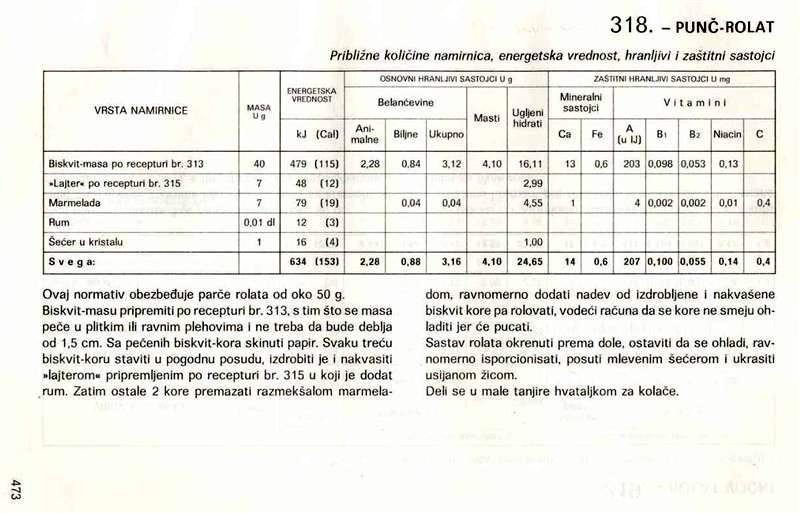 318. – PUNČ-ROLAT
Približne količine namirnica, energetska vrednost, hranljivi i zaštitni sastojci
VRSTA NAMIRNICE MASA U g ENERGETSKA VREDNOST OSNOVNI HRANLJIVI SASTOJCI U g ZAŠTITNI HRANLJIVI SASTOJCI U mg
Belančevine Masti Ugljeni hidrati Mineralni sastojci Vitamini
kJ (Cal) Ani-malne Biljne Ukupno Ca Fe A (u IJ) B1 B2 Niacin C
Biskvit-masa po recepturi br. 313 40 479 (115) 2,28 0,84 3,12 4,10 16,11 13 0,6 203 0,098 0,053 0,13
»Lajter« po recepturi br. 315 7 48 (12) 2,99
Marmelada 7 79 (19) 0,04 0,04 4,55 1 4 0,002 0,002 0,01 0,4
Rum 0,01 dl 12 (3)
Šećer u kristalu 1 16 (4) 1,00
Svega: 634 (153) 2,28 0,88 3,16 4,10 24,65 14 0,6 207 0,100 0,055 0,14 0,4
Ovaj normativ obezbeđuje parče rolata od oko 50 g.
Biskvit-masu pripremiti po recepturi br. 313, s tim što se masa
peče u plitkim ili ravnim plehovima i ne treba da bude deblja
od 1,5 cm. Sa pečenih biskvit-kora skinuti papir. Svaku treću
biskvit-koru staviti u pogodnu posudu, izdrobiti je i nakvasiti
»lajterom« pripremljenim po recepturi br. 315 u koji je dodat
rum. Zatim ostale 2 kore premazati razmekšalom marmela-
dom, ravnomerno dodati nadev od izdrobljene i nakvašene
biskvit kore pa rolovati, vodeći računa da se kore ne smeju oh-
laditi jer će pucati.
Sastav rolata okrenuti prema dole, ostaviti da se ohladi, rav-
nomerno isporcionisati, posuti mlevenim šećerom i ukrasiti
usijanom žicom.
Deli se u male tanjire hvataljkom za kolače.
473